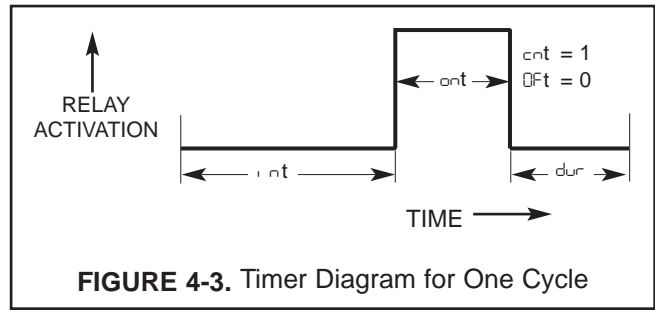 cnt = 1
OFt = 0
ont
RELAY
ACTIVATION
int
dur
TIME
FIGURE 4-3. Timer Diagram for One Cycle